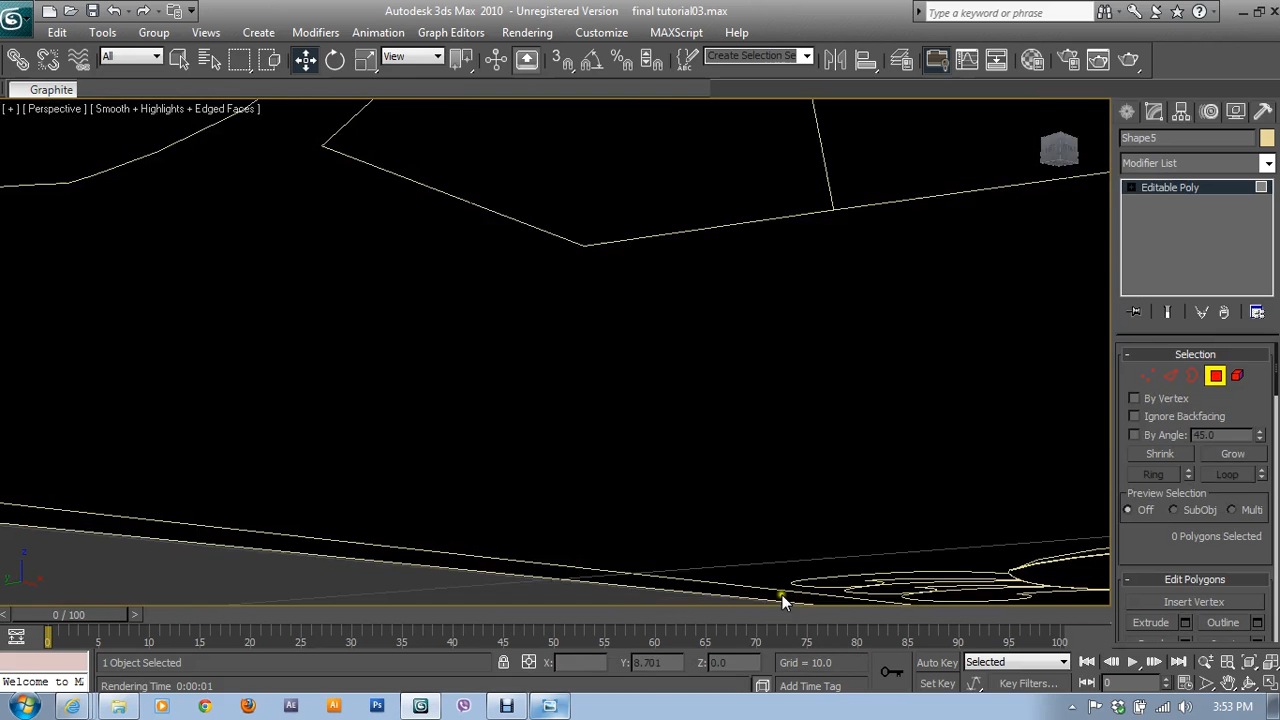 Autodesk 3ds Max 2010 - Unregistered Version final tutorial03.max
Type a keyword or phrase
Edit Tools Group Views Create Modifiers Animation Graph Editors Rendering Customize MAXScript Help
All View Create Selection Se
Graphite
[ + ] [ Perspective ] [ Smooth + Highlights + Edged Faces ]
Shape5
Modifier List
Editable Poly
Selection
By Vertex
Ignore Backfacing
By Angle: 45.0
Shrink Grow
Ring Loop
Preview Selection
Off SubObj Multi
0 Polygons Selected
Edit Polygons
Insert Vertex
Extrude Outline
0 / 100
0 5 10 15 20 25 30 35 40 45 50 55 60 65 70 75 80 85 90 95 100
1 Object Selected X: Y: 8.701 Z: 0.0 Grid = 10.0 Auto Key Selected
Welcome to M Rendering Time 0:00:01 Add Time Tag Set Key Key Filters... 0
3:53 PM